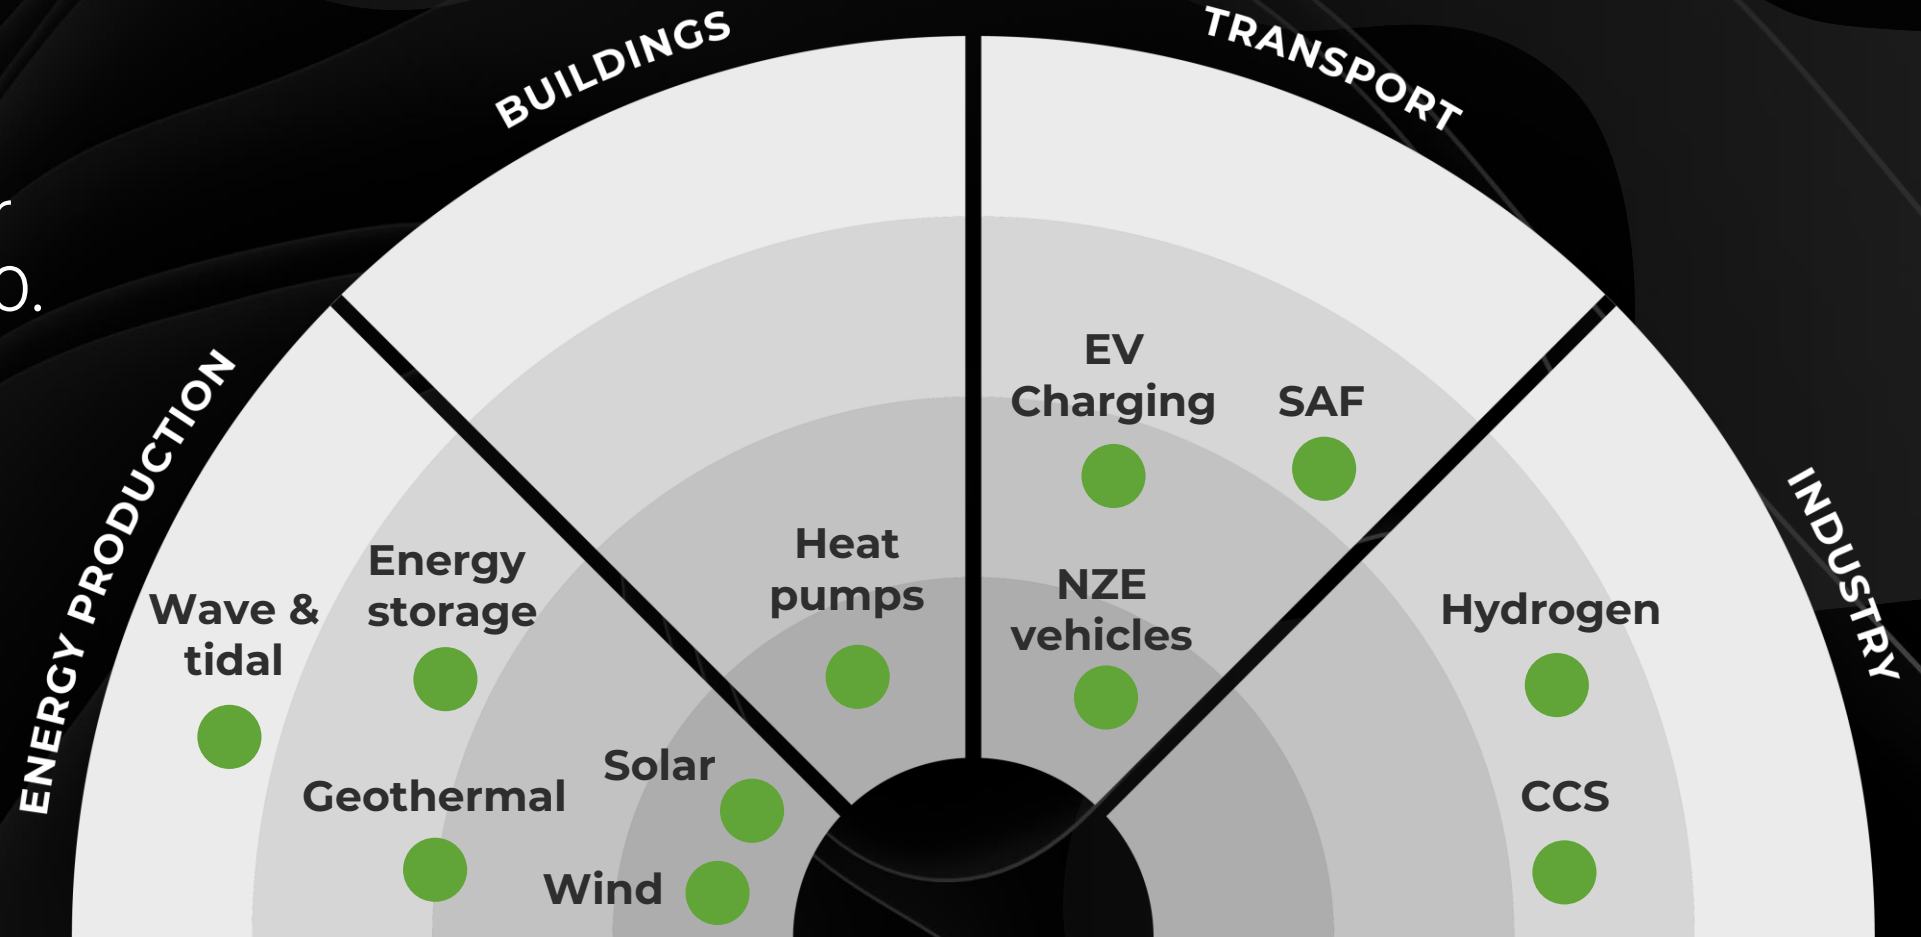 BUILDINGS
TRANSPORT
ENERGY PRODUCTION
INDUSTRY
EV
Charging
SAF
Heat
pumps
NZE
vehicles
Energy
storage
Wave &
tidal
Hydrogen
Solar
Geothermal
CCS
Wind